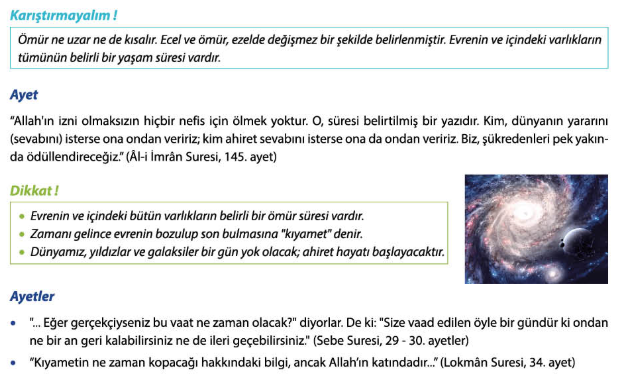 Karıştırmayalım !
Ömür ne uzar ne de kısalır. Ecel ve ömür, ezelde değişmez bir şekilde belirlenmiştir. Evrenin ve içindeki varlıkların
tümünün belirli bir yaşam süresi vardır.
Ayet
“Allah’ın izni olmaksızın hiçbir nefis için ölmek yoktur. O, süresi belirtilmiş bir yazıdır. Kim, dünyanın yararını
(sevabını) isterse ona ondan veririz; kim ahiret sevabını isterse ona da ondan veririz. Biz, şükredenleri pek yakın-
da ödüllendireceğiz.” (Âl-i İmrân Suresi, 145. ayet)
Dikkat !
• Evrenin ve içindeki bütün varlıkların belirli bir ömür süresi vardır.
• Zamanı gelince evrenin bozulup son bulmasına "kıyamet" denir.
• Dünyamız, yıldızlar ve galaksiler bir gün yok olacak; ahiret hayatı başlayacaktır.
Ayetler
• "... Eğer gerçekçiyseniz bu vaat ne zaman olacak?" diyorlar. De ki: "Size vaad edilen öyle bir gündür ki ondan
ne bir an geri kalabilirsiniz ne de ileri geçebilirsiniz." (Sebe Suresi, 29 - 30. ayetler)
• “Kıyametin ne zaman kopacağı hakkındaki bilgi, ancak Allah’ın katındadır...” (Lokmân Suresi, 34. ayet)